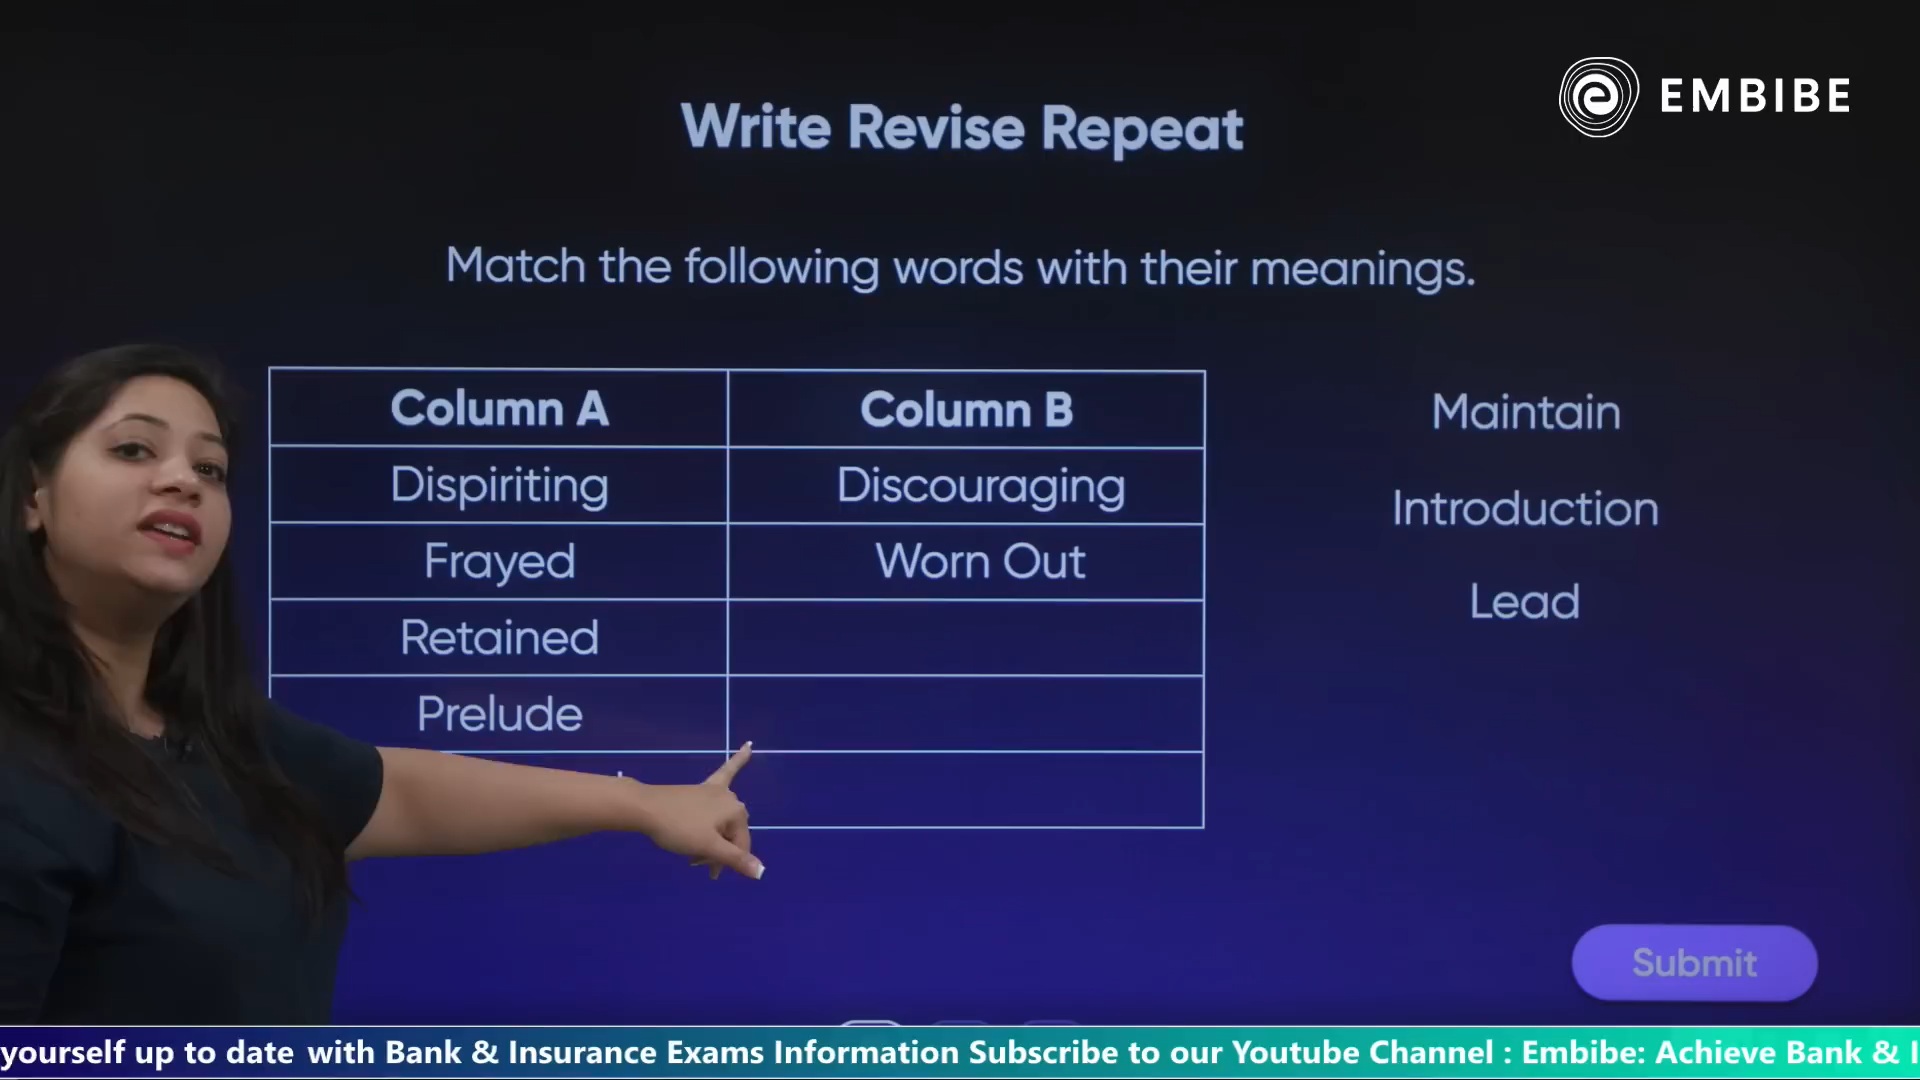 EMBIBE
Write Revise Repeat
Match the following words with their meanings.
Column A Column B
Dispiriting Discouraging
Frayed Worn Out
Retained
Prelude
Maintain
Introduction
Lead
Submit
yourself up to date with Bank & Insurance Exams Information Subscribe to our Youtube Channel : Embibe: Achieve Bank &